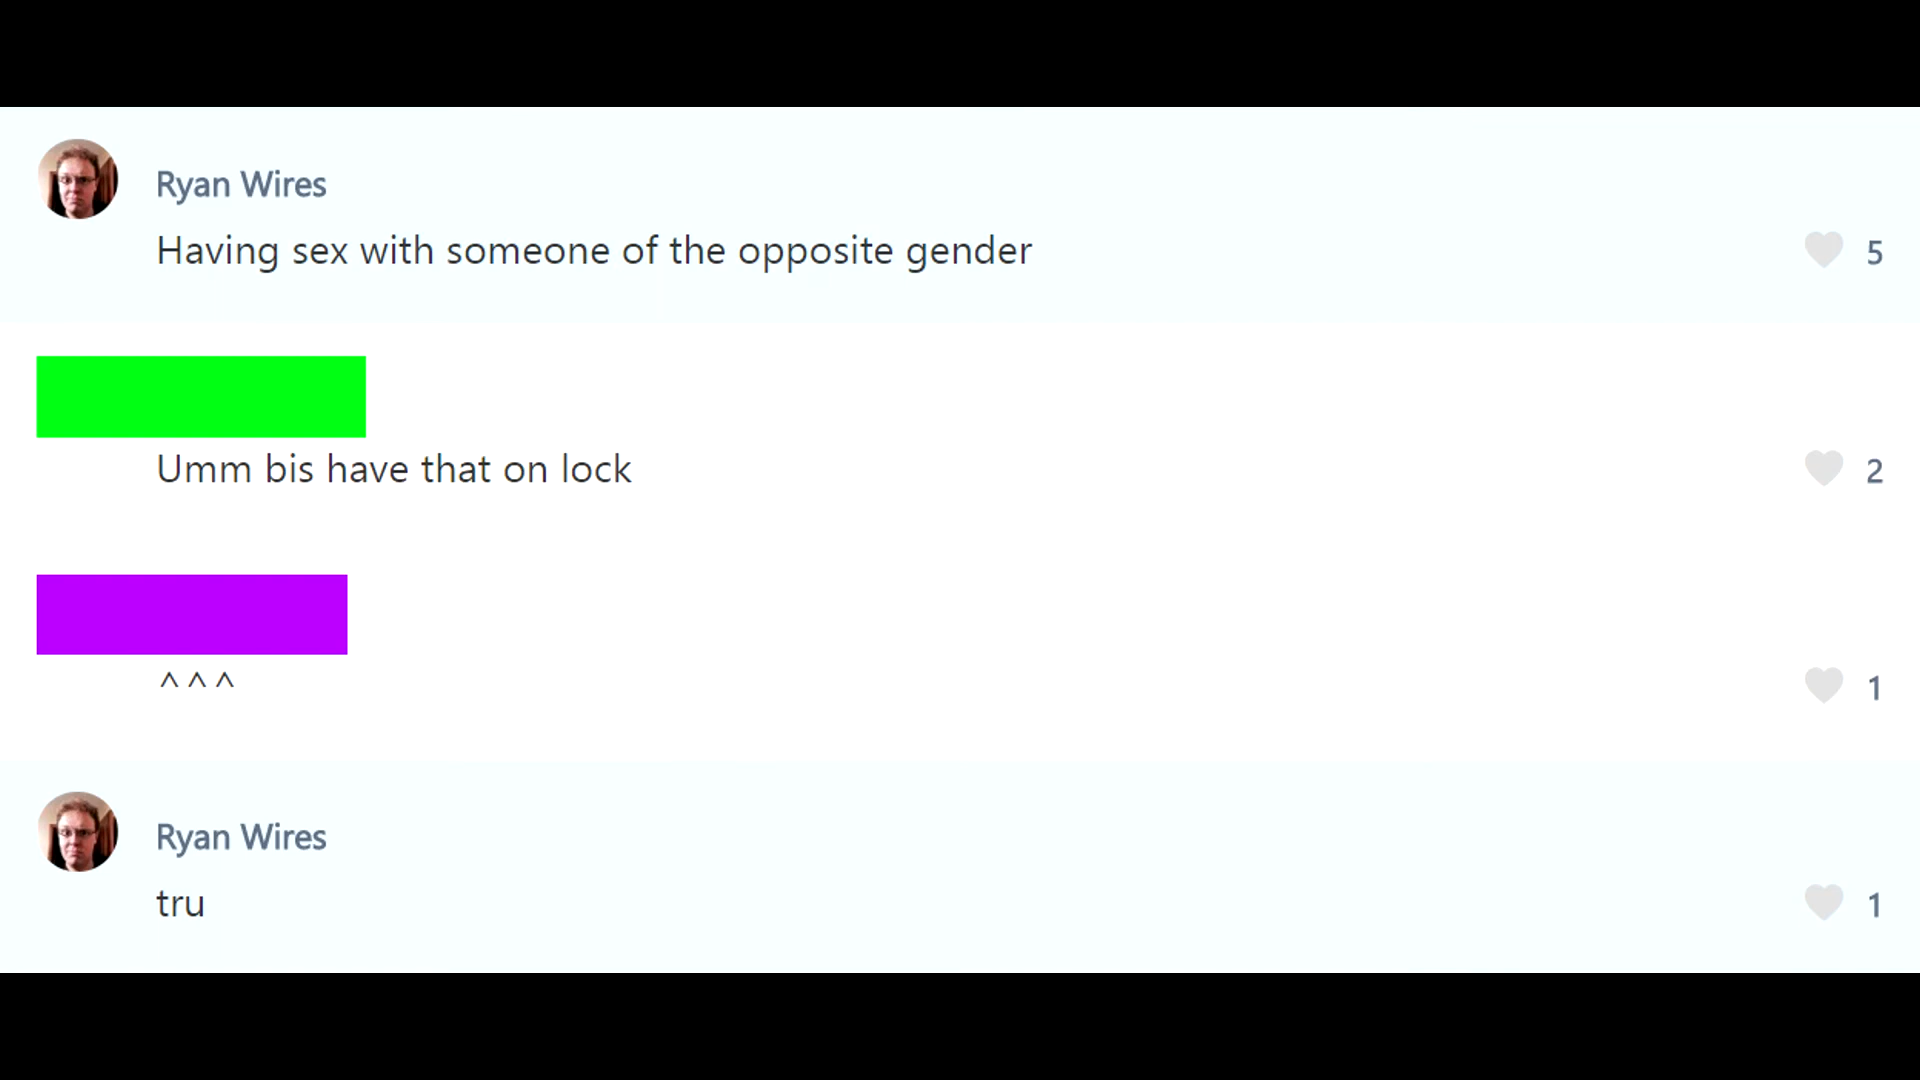 Ryan Wires
Having sex with someone of the opposite gender
5
Umm bis have that on lock
2
^^^
1
Ryan Wires
tru
1